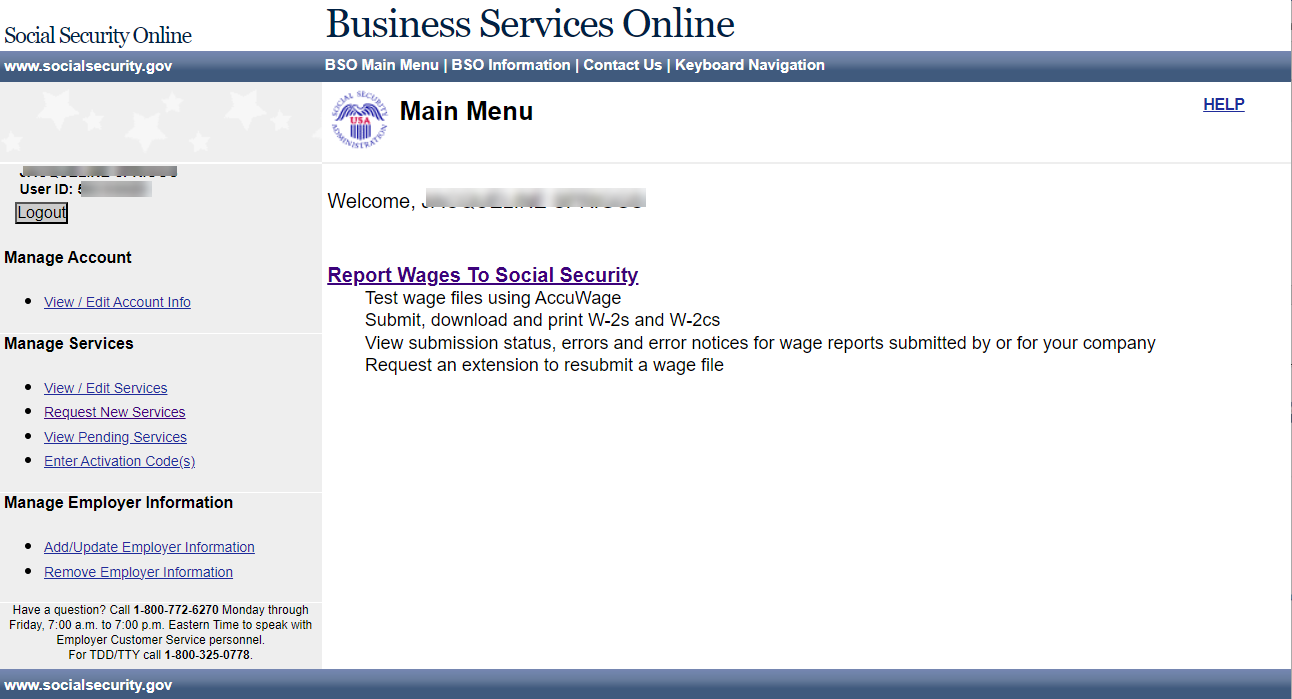 Social Security Online
Business Services Online
www.socialsecurity.gov
BSO Main Menu | BSO Information | Contact Us | Keyboard Navigation
SOCIAL SECURITY ADMINISTRATION
USA
Main Menu
HELP
User ID:
Logout
Welcome,
Manage Account
View / Edit Account Info
Manage Services
View / Edit Services
Request New Services
View Pending Services
Enter Activation Code(s)
Manage Employer Information
Add/Update Employer Information
Remove Employer Information
Have a question? Call 1-800-772-6270 Monday through
Friday, 7:00 a.m. to 7:00 p.m. Eastern Time to speak with
Employer Customer Service personnel.
For TDD/TTY call 1-800-325-0778.
Report Wages To Social Security
Test wage files using AccuWage
Submit, download and print W-2s and W-2cs
View submission status, errors and error notices for wage reports submitted by or for your company
Request an extension to resubmit a wage file
www.socialsecurity.gov